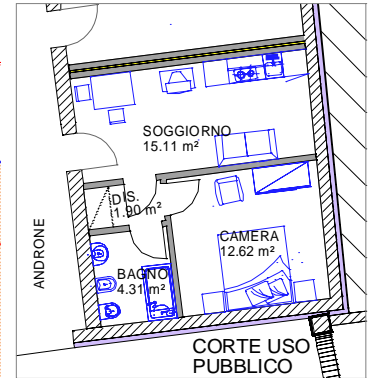 SOGGIORNO
15.11 m²
DIS.
1.90 m²
CAMERA
12.62 m²
BAGNO
4.31 m²
ANDRONE
CORTE USO
PUBBLICO